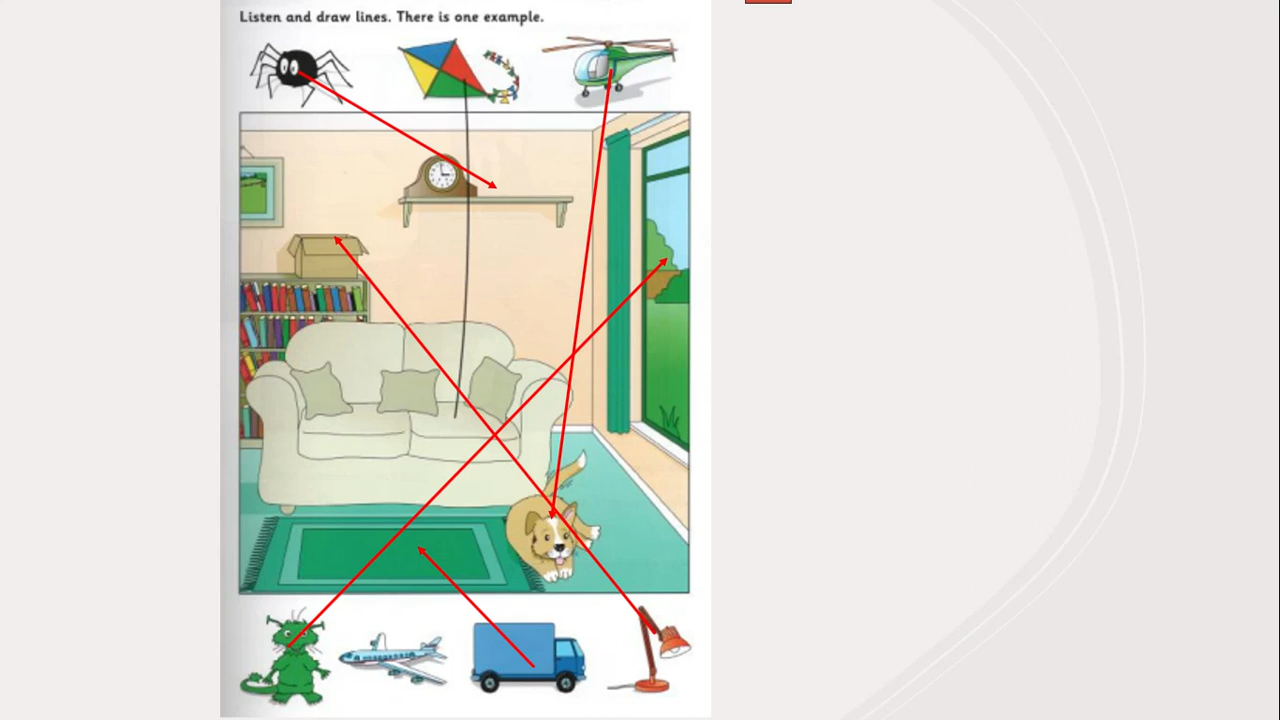 Listen and draw lines. There is one example.